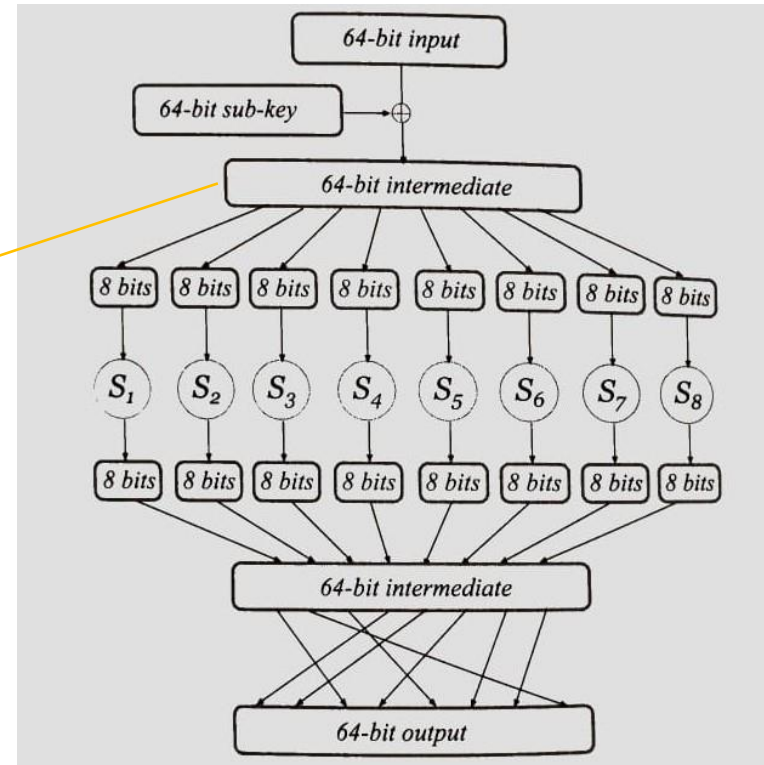 64-bit input
64-bit sub-key
64-bit intermediate
8 bits 8 bits 8 bits 8 bits 8 bits 8 bits 8 bits 8 bits
S₁ S₂ S₃ S₄ S₅ S₆ S₇ S₈
8 bits 8 bits 8 bits 8 bits 8 bits 8 bits 8 bits 8 bits
64-bit intermediate
64-bit output